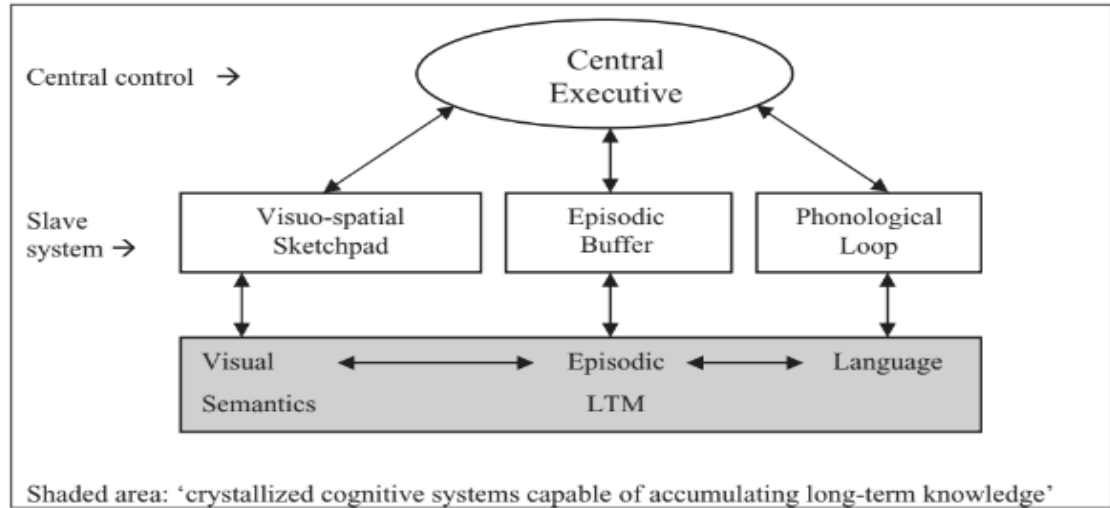 Central control →
Central
Executive
Slave
system →
Visuo-spatial
Sketchpad
Episodic
Buffer
Phonological
Loop
Visual
Semantics
Episodic
LTM
Language
Shaded area: ‘crystallized cognitive systems capable of accumulating long-term knowledge’